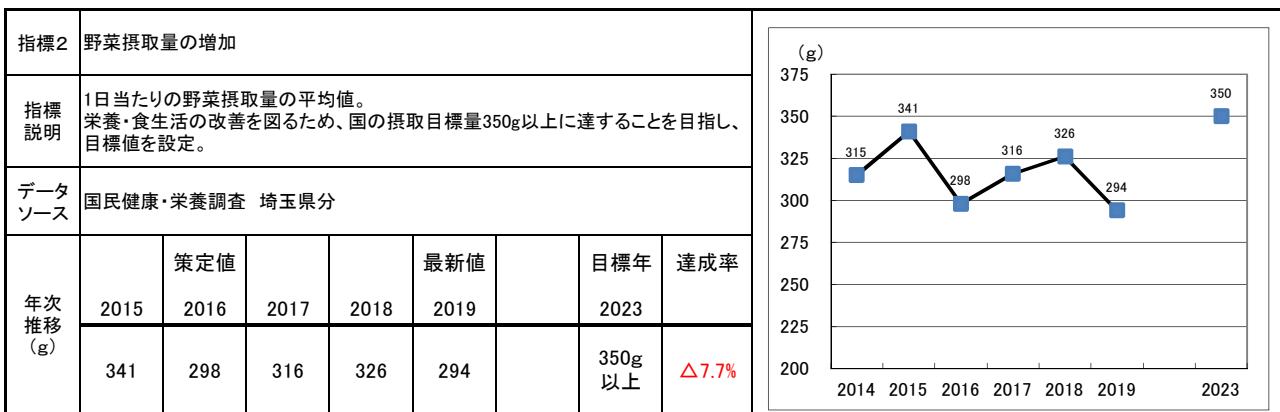 指標2 野菜摂取量の増加
指標説明
1日当たりの野菜摂取量の平均値。
栄養・食生活の改善を図るため、国の摂取目標量350g以上に達することを目指し、
目標値を設定。
データソース
国民健康・栄養調査 埼玉県分
年次推移(g)
策定値 最新値 目標年 達成率
2015 2016 2017 2018 2019 2023
341 298 316 326 294 350g以上 △7.7%
(g)
375
350
325
300
275
250
225
200
315 341 298 316 326 294 350
2014 2015 2016 2017 2018 2019 2023